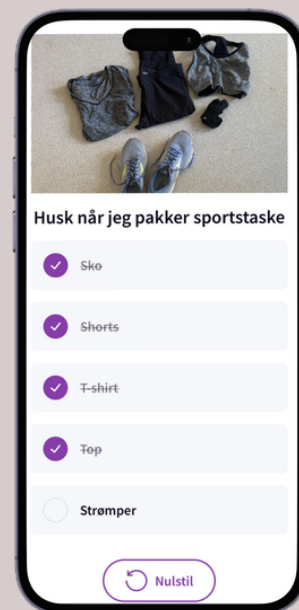 Husk når jeg pakker sportstaske
Sko
Shorts
T-shirt
Top
Strømper
Nulstil